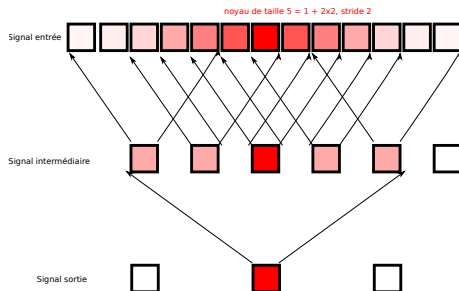 noyau de taille 5 = 1 + 2x2, stride 2
Signal entrée
Signal intermédiaire
Signal sortie